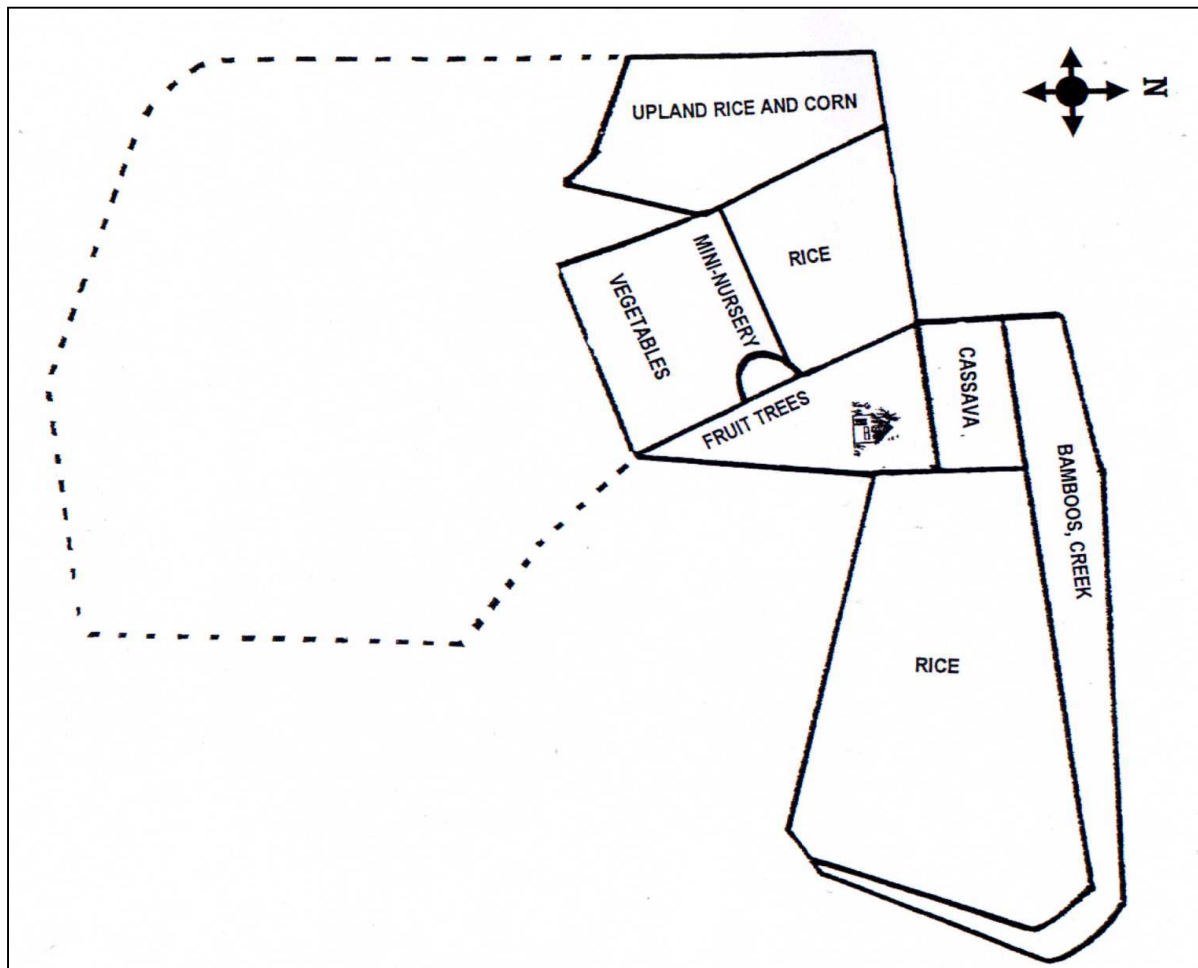 UPLAND RICE AND CORN
N
RICE
MINI-NURSERY
VEGETABLES
FRUIT TREES
CASSAVA
BAMBOOS, CREEK
RICE